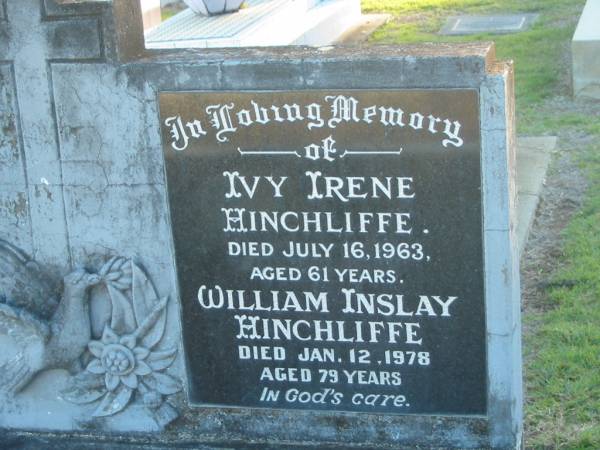 In Loving Memory
of
IVY IRENE
HINCHLIFFE.
DIED JULY 16, 1963,
AGED 61 YEARS.
WILLIAM INSLAY
HINCHLIFFE
DIED JAN. 12, 1978
AGED 79 YEARS
IN GOD'S CARE.